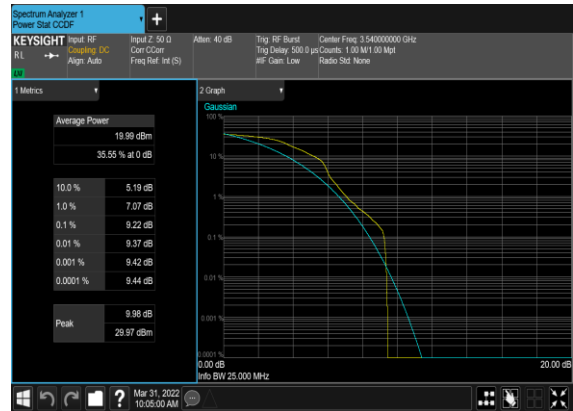 Spectrum Analyzer 1
Power Stat CCDF
+
KEYSIGHT
RL
Input: RF
Coupling: DC
Align: Auto
Input Z: 50 Ω
Corr CCorr
Freq Ref: Int (S)
Atten: 40 dB
Trig: RF Burst
Trig Delay: 500.0 µs
#IF Gain: Low
Center Freq: 3.540000000 GHz
Counts: 1.00 M/1.00 Mpt
Radio Std: None
1 Metrics
Average Power
19.99 dBm
35.55 % at 0 dB
10.0 % 5.19 dB
1.0 % 7.07 dB
0.1 % 9.22 dB
0.01 % 9.37 dB
0.001 % 9.42 dB
0.0001 % 9.44 dB
Peak
9.98 dB
29.97 dBm
2 Graph
Gaussian
100 %
10 %
1 %
0.1 %
0.01 %
0.001 %
0.0001 %
0.00 dB 20.00 dB
Info BW 25.000 MHz
?
Mar 31, 2022
10:05:00 AM